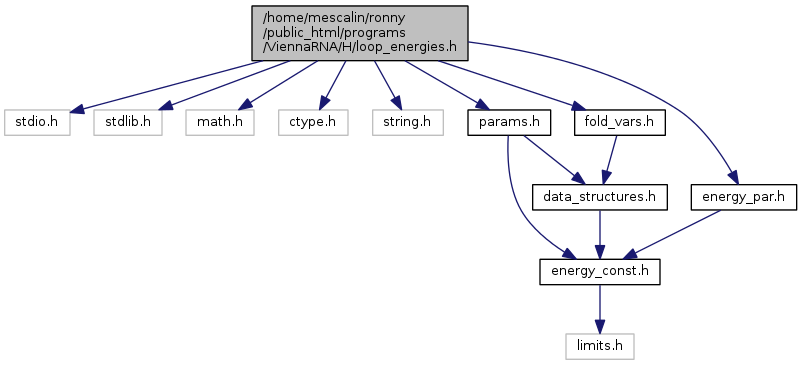 /home/mescalin/ronny
/public_html/programs
/ViennaRNA/H/loop_energies.h
stdio.h
stdlib.h
math.h
ctype.h
string.h
params.h
fold_vars.h
data_structures.h
energy_par.h
energy_const.h
limits.h